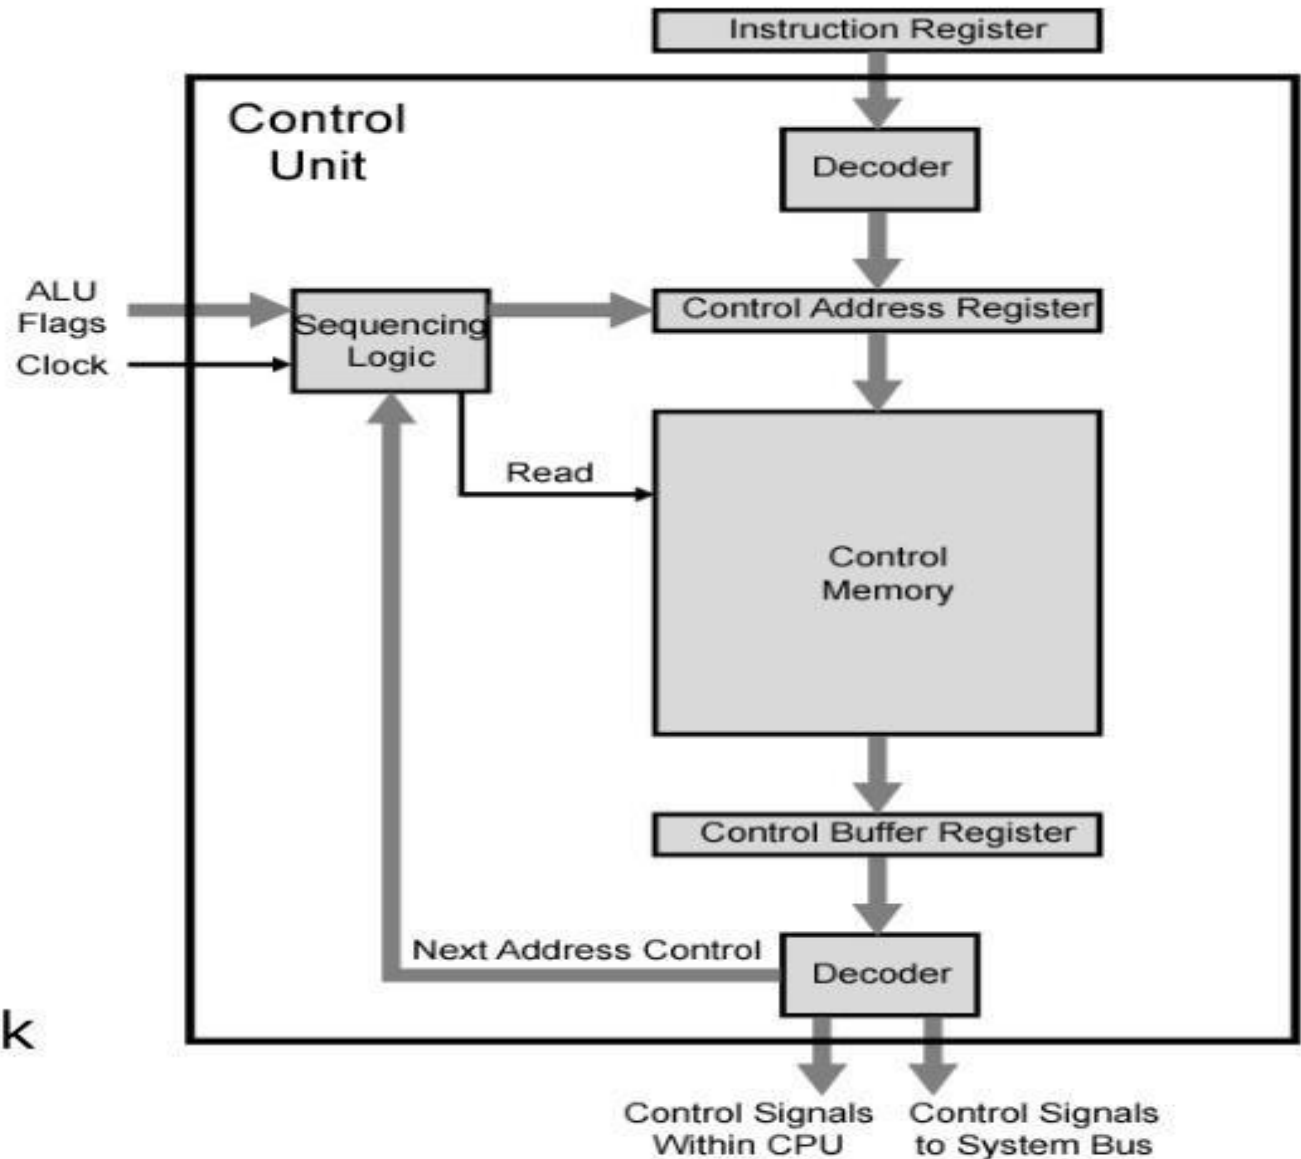 Instruction Register
Control
Unit
Decoder
ALU
Flags
Clock
Sequencing
Logic
Control Address Register
Read
Control
Memory
Control Buffer Register
Next Address Control
Decoder
k
Control Signals
Within CPU
Control Signals
to System Bus